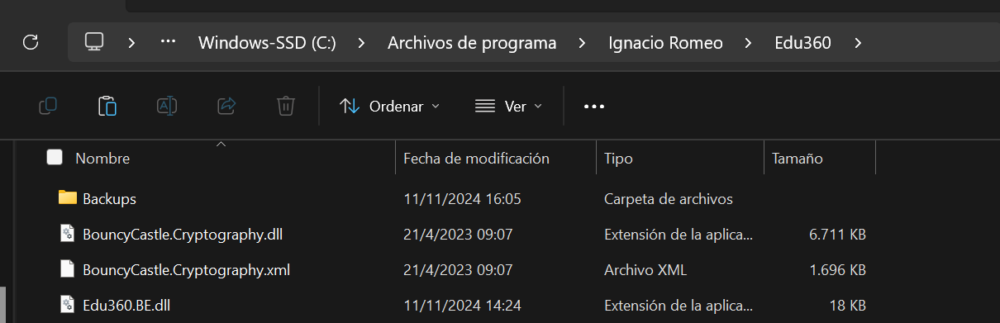 Windows-SSD (C:) Archivos de programa Ignacio Romeo Edu360
Ordenar Ver
Nombre Fecha de modificación Tipo Tamaño
Backups 11/11/2024 16:05 Carpeta de archivos
BouncyCastle.Cryptography.dll 21/4/2023 09:07 Extensión de la aplica... 6.711 KB
BouncyCastle.Cryptography.xml 21/4/2023 09:07 Archivo XML 1.696 KB
Edu360.BE.dll 11/11/2024 14:24 Extensión de la aplica... 18 KB